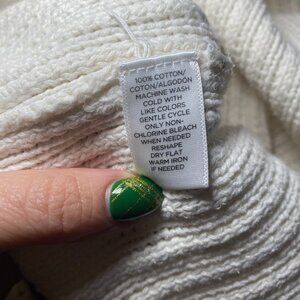 100% COTTON/
COTON/ALGODÓN
MACHINE WASH
COLD WITH
LIKE COLORS
GENTLE CYCLE
ONLY NON-
CHLORINE BLEACH
WHEN NEEDED
RESHAPE
DRY FLAT
WARM IRON
IF NEEDED